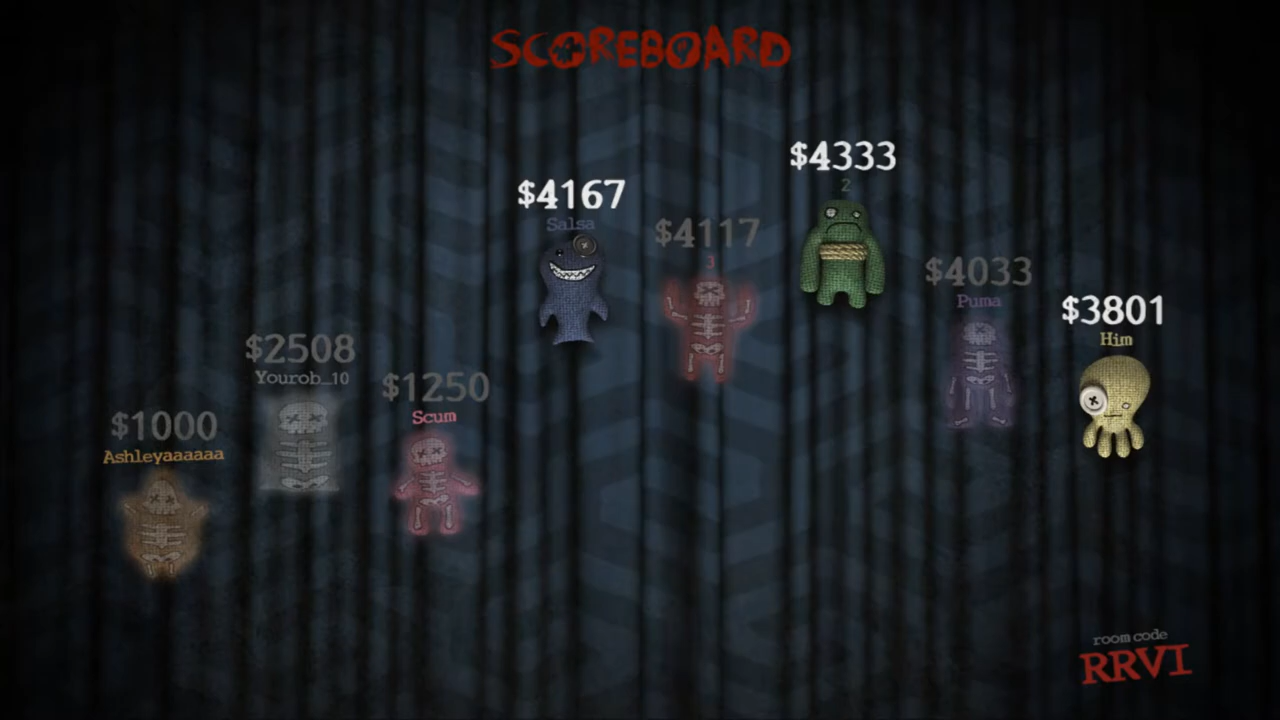 SCOREBOARD
$4333
2
$4167
Salsa
$4117
3
$4033
Puma
$3801
Him
$2508
Yourob_10
$1250
Scum
$1000
Ashleyaaaaaa
room code
RRVI